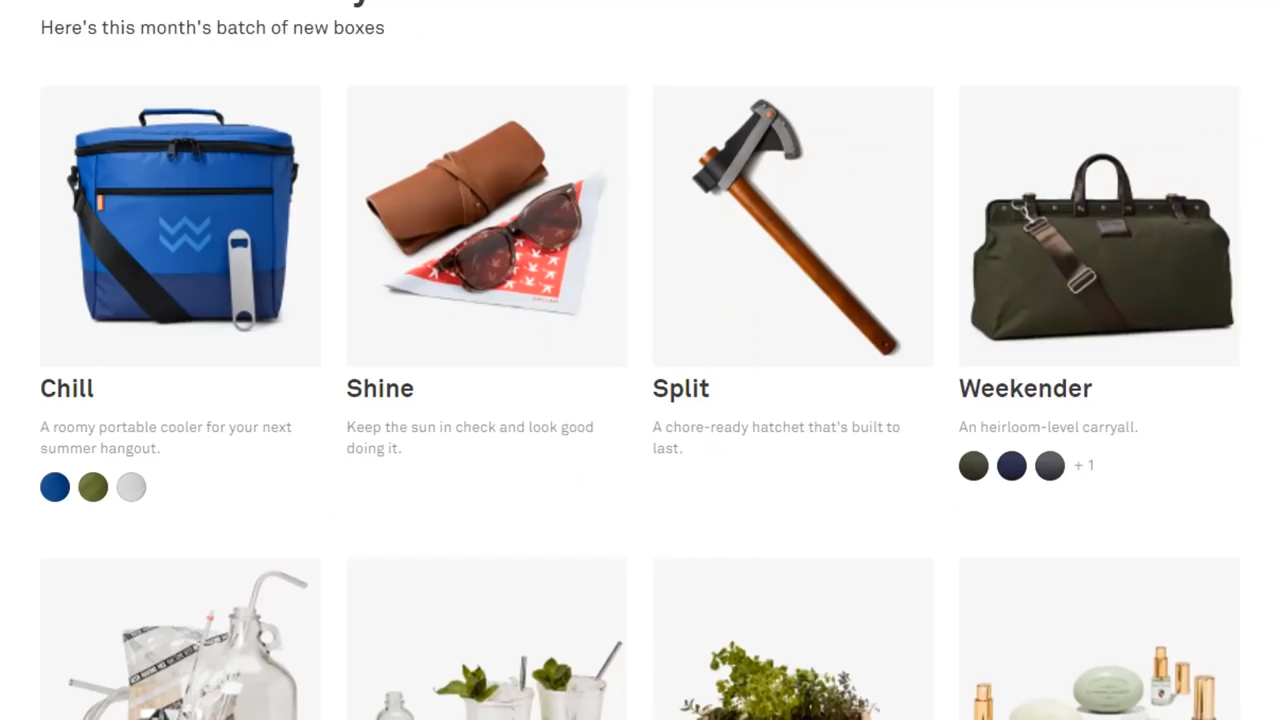 Here's this month's batch of new boxes
Chill
A roomy portable cooler for your next
summer hangout.
Shine
Keep the sun in check and look good
doing it.
Split
A chore-ready hatchet that's built to
last.
Weekender
An heirloom-level carryall.
+ 1